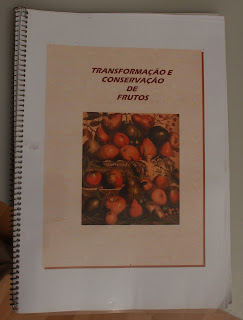 TRANSFORMAÇÃO E
CONSERVAÇÃO
DE
FRUTOS